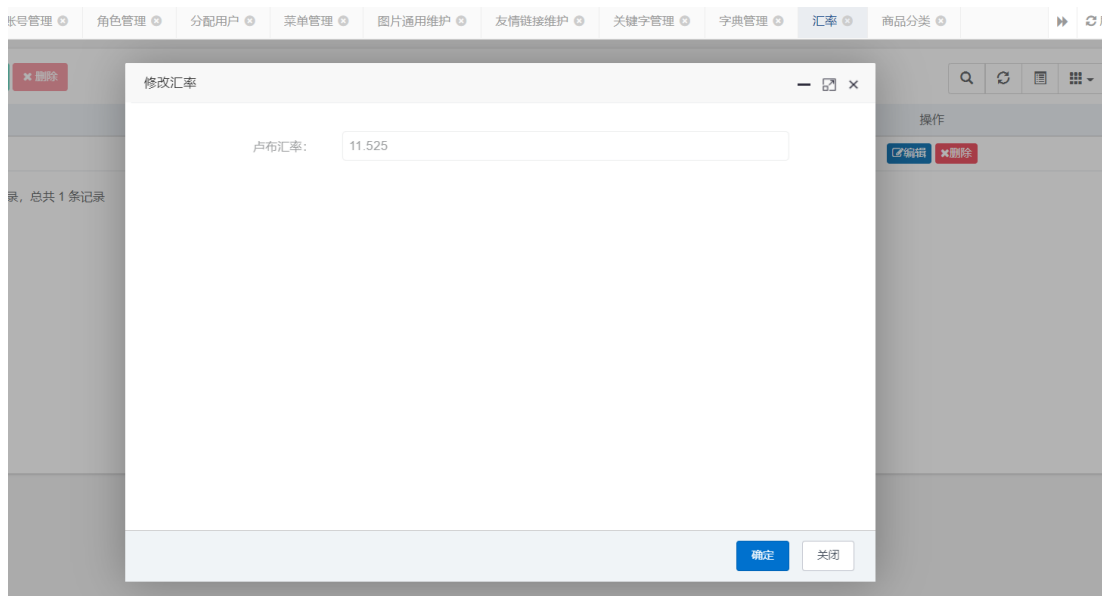 账号管理 角色管理 分配用户 菜单管理 图片通用维护 友情链接维护 关键字管理 字典管理 汇率 商品分类
删除
修改汇率
操作
卢布汇率: 11.525
编辑 删除
录，总共 1 条记录
确定 关闭